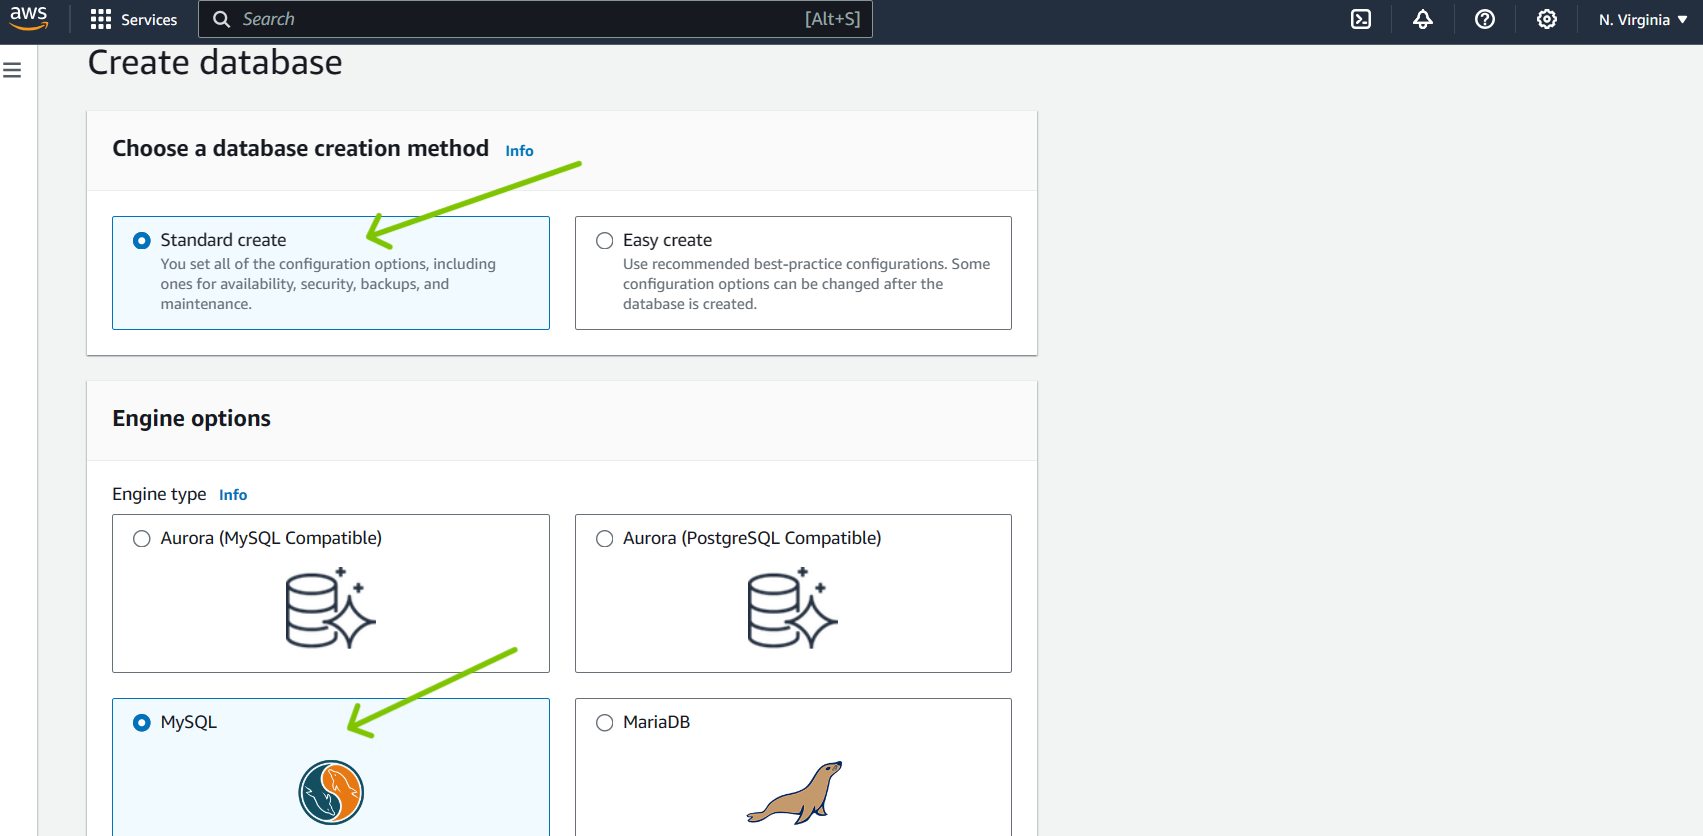 aws
Services
Search
[Alt+S]
N. Virginia
Create database
Choose a database creation method Info
Standard create
You set all of the configuration options, including
ones for availability, security, backups, and
maintenance.
Easy create
Use recommended best-practice configurations. Some
configuration options can be changed after the
database is created.
Engine options
Engine type Info
Aurora (MySQL Compatible)
Aurora (PostgreSQL Compatible)
MySQL
MariaDB